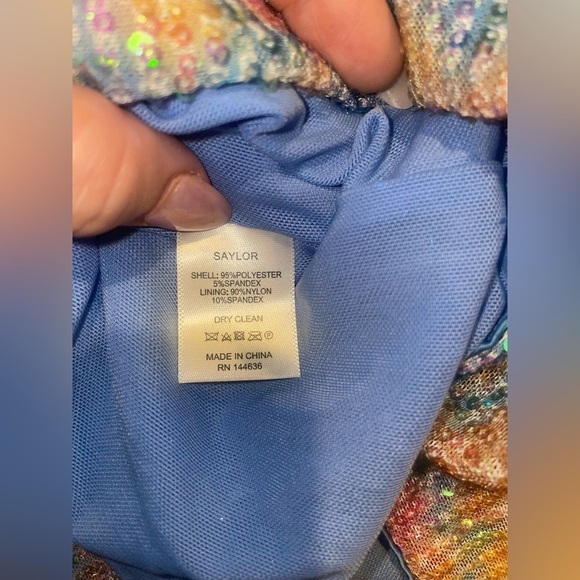 SAYLOR
SHELL: 95%POLYESTER
5%SPANDEX
LINING: 90%NYLON
10%SPANDEX
DRY CLEAN
MADE IN CHINA
RN 144636